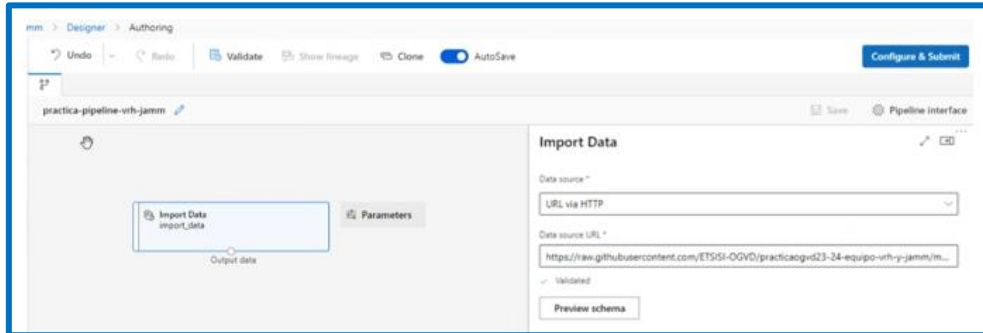 mm > Designer > Authoring
Undo Redo Validate Show lineage Clone AutoSave Configure & Submit
practica-pipeline-vrh-jamm Save Pipeline interface
Import Data
Data source *
URL via HTTP
Import Data Parameters
import_data
Data source URL *
Output data
https://raw.githubusercontent.com/ETSISI-OGVD/practicaogvd23-24-equipo-vrh-y-jamm/m...
Validated
Preview schema